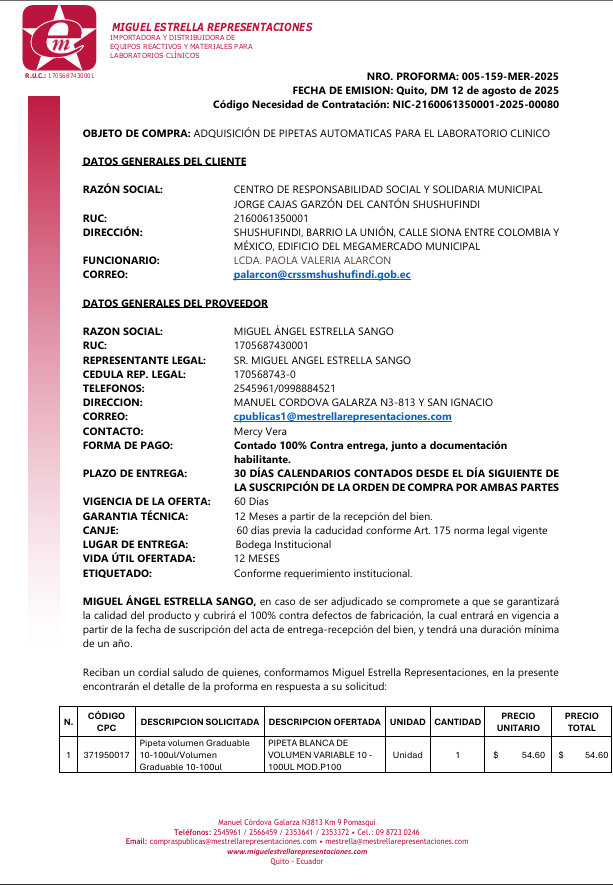 MIGUEL ESTRELLA REPRESENTACIONES
IMPORTADORA Y DISTRIBUIDORA DE
EQUIPOS REACTIVOS Y MATERIALES PARA
LABORATORIOS CLÍNICOS
em
R.U.C.: 1705687430001
NRO. PROFORMA: 005-159-MER-2025
FECHA DE EMISION: Quito, DM 12 de agosto de 2025
Código Necesidad de Contratación: NIC-2160061350001-2025-00080
OBJETO DE COMPRA: ADQUISICIÓN DE PIPETAS AUTOMATICAS PARA EL LABORATORIO CLINICO
DATOS GENERALES DEL CLIENTE
RAZÓN SOCIAL: CENTRO DE RESPONSABILIDAD SOCIAL Y SOLIDARIA MUNICIPAL
JORGE CAJAS GARZÓN DEL CANTÓN SHUSHUFINDI
RUC: 2160061350001
DIRECCIÓN: SHUSHUFINDI, BARRIO LA UNIÓN, CALLE SIONA ENTRE COLOMBIA Y
MÉXICO, EDIFICIO DEL MEGAMERCADO MUNICIPAL
FUNCIONARIO: LCDA. PAOLA VALERIA ALARCON
CORREO: palarcon@crssmshushufindi.gob.ec
DATOS GENERALES DEL PROVEEDOR
RAZON SOCIAL: MIGUEL ÁNGEL ESTRELLA SANGO
RUC: 1705687430001
REPRESENTANTE LEGAL: SR. MIGUEL ANGEL ESTRELLA SANGO
CEDULA REP. LEGAL: 170568743-0
TELEFONOS: 2545961/0998884521
DIRECCION: MANUEL CORDOVA GALARZA N3-813 Y SAN IGNACIO
CORREO: cpublicas1@mestrellarepresentaciones.com
CONTACTO: Mercy Vera
FORMA DE PAGO: Contado 100% Contra entrega, junto a documentación
habilitante.
PLAZO DE ENTREGA: 30 DÍAS CALENDARIOS CONTADOS DESDE EL DÍA SIGUIENTE DE
LA SUSCRIPCIÓN DE LA ORDEN DE COMPRA POR AMBAS PARTES
VIGENCIA DE LA OFERTA: 60 Días
GARANTIA TÉCNICA: 12 Meses a partir de la recepción del bien.
CANJE: 60 días previa la caducidad conforme Art. 175 norma legal vigente
LUGAR DE ENTREGA: Bodega Institucional
VIDA ÚTIL OFERTADA: 12 MESES
ETIQUETADO: Conforme requerimiento institucional.
MIGUEL ÁNGEL ESTRELLA SANGO, en caso de ser adjudicado se compromete a que se garantizará
la calidad del producto y cubrirá el 100% contra defectos de fabricación, la cual entrará en vigencia a
partir de la fecha de suscripción del acta de entrega-recepción del bien, y tendrá una duración mínima
de un año.
Reciban un cordial saludo de quienes, conformamos Miguel Estrella Representaciones, en la presente
encontrarán el detalle de la proforma en respuesta a su solicitud:
N. CÓDIGO CPC DESCRIPCION SOLICITADA DESCRIPCION OFERTADA UNIDAD CANTIDAD PRECIO UNITARIO PRECIO TOTAL
1 371950017 Pipeta volumen Graduable 10-100ul/Volumen Graduable 10-100ul PIPETA BLANCA DE VOLUMEN VARIABLE 10 - 100UL MOD.P100 Unidad 1 $ 54.60 $ 54.60
Manuel Córdova Galarza N3813 Km 9 Pomasqui
Teléfonos: 2545961 / 2566459 / 2353641 / 2353372 • Cel.: 09 8723 0246
Email: compraspublicas@mestrellarepresentaciones.com • mestrella@mestrellarepresentaciones.com
www.miguelestrellarepresentaciones.com
Quito - Ecuador